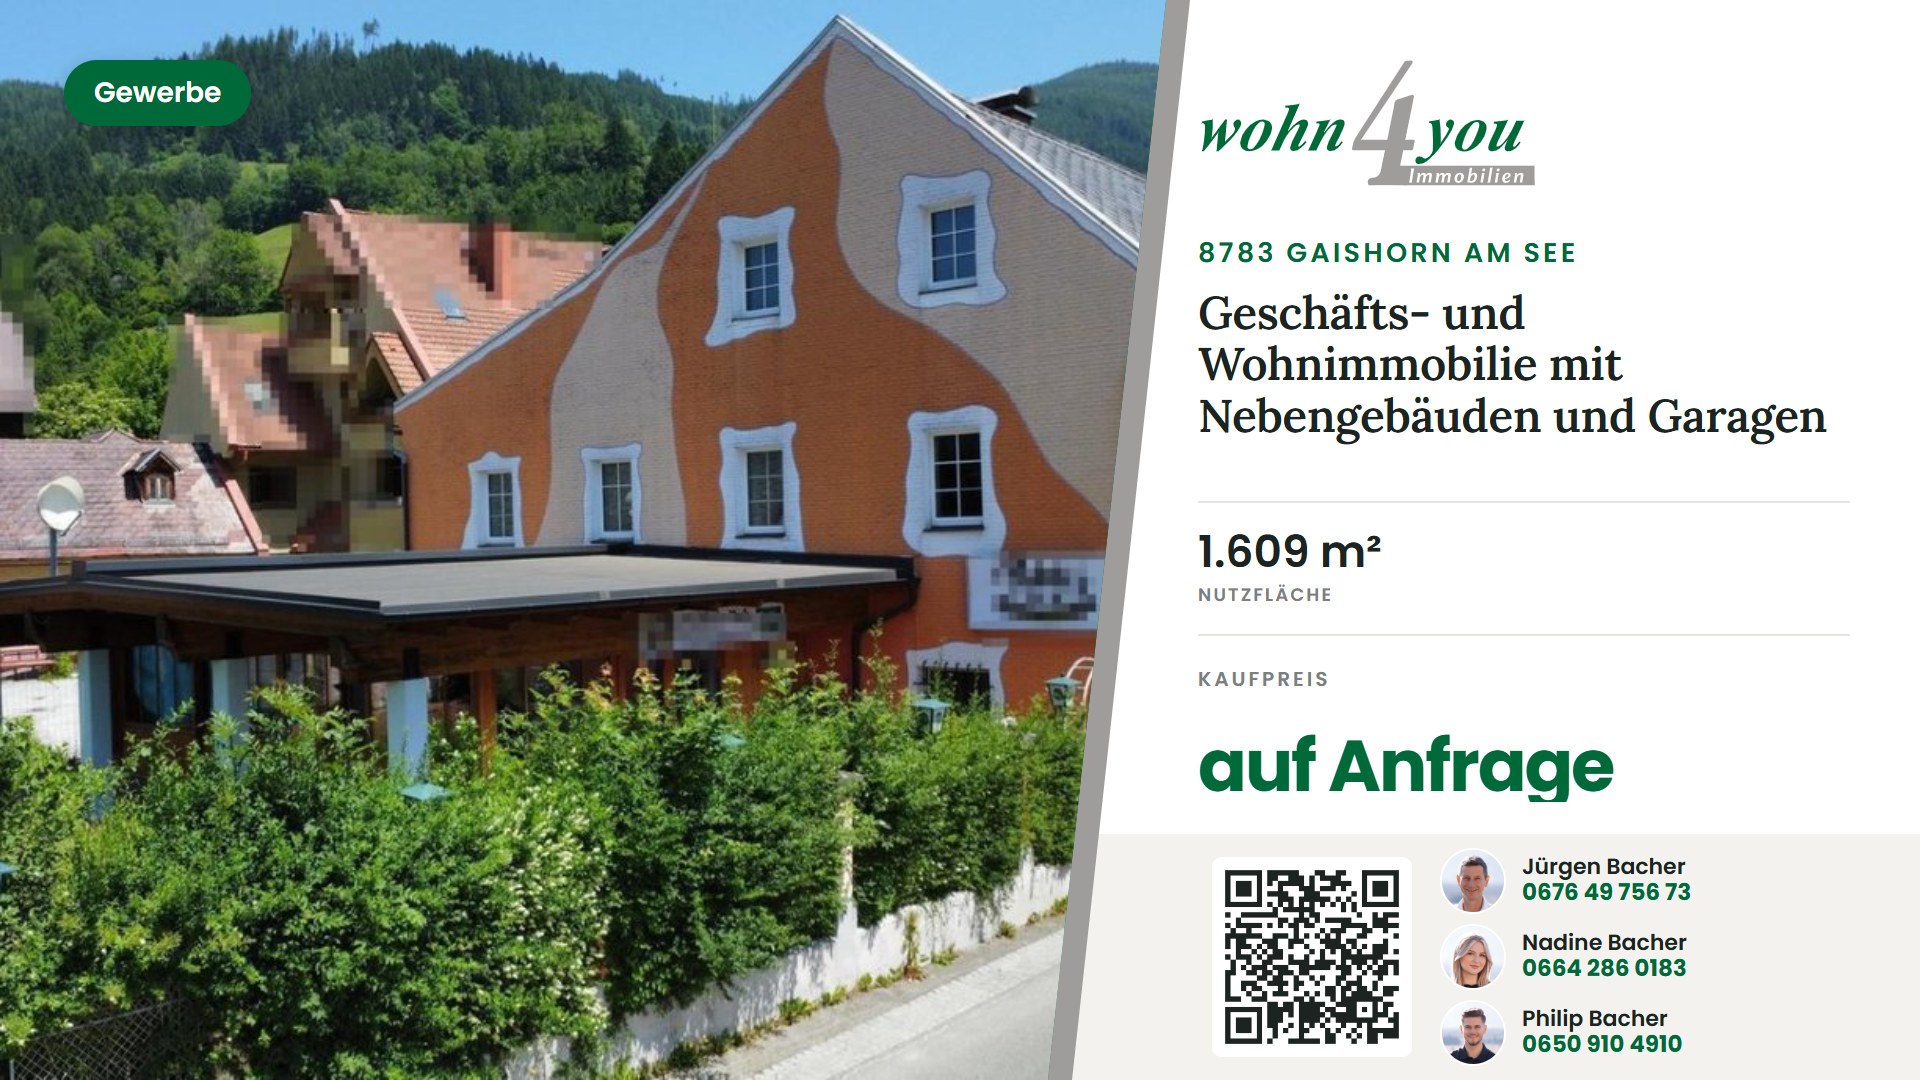 Gewerbe
wohn4you
Immobilien
8783 GAISHORN AM SEE
Geschäfts- und
Wohnimmobilie mit
Nebengebäuden und Garagen
1.609 m²
NUTZFLÄCHE
KAUFPREIS
auf Anfrage
Jürgen Bacher
0676 49 756 73
Nadine Bacher
0664 286 0183
Philip Bacher
0650 910 4910